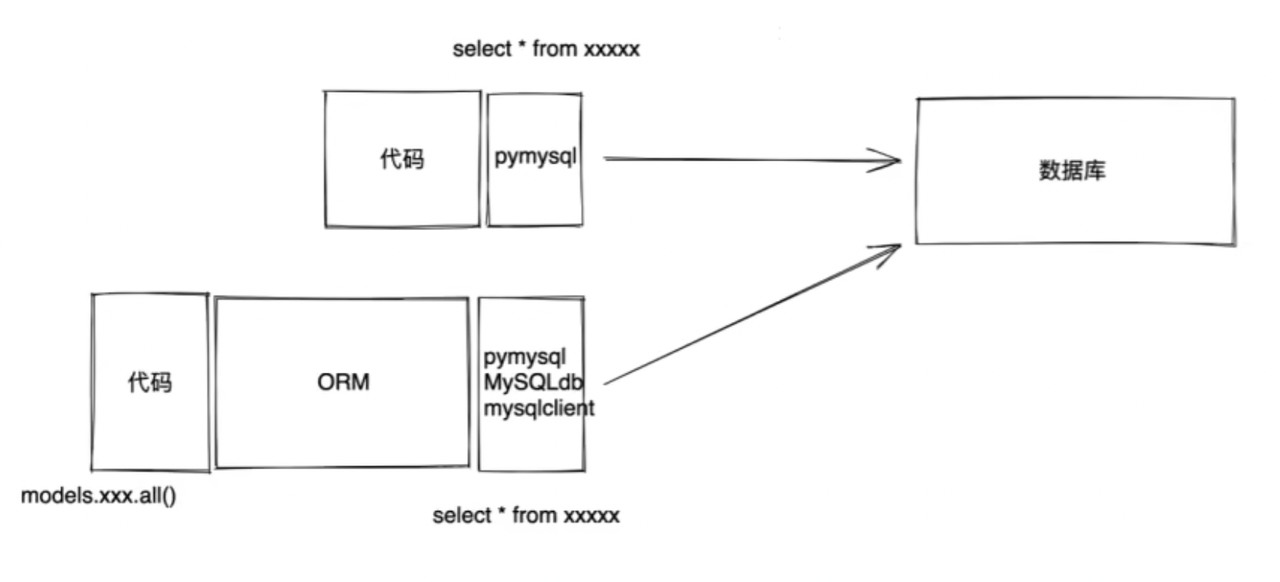 select * from xxxxx
代码
pymysql
数据库
代码
ORM
pymysql
MySQLdb
mysqlclient
models.xxx.all()
select * from xxxxx